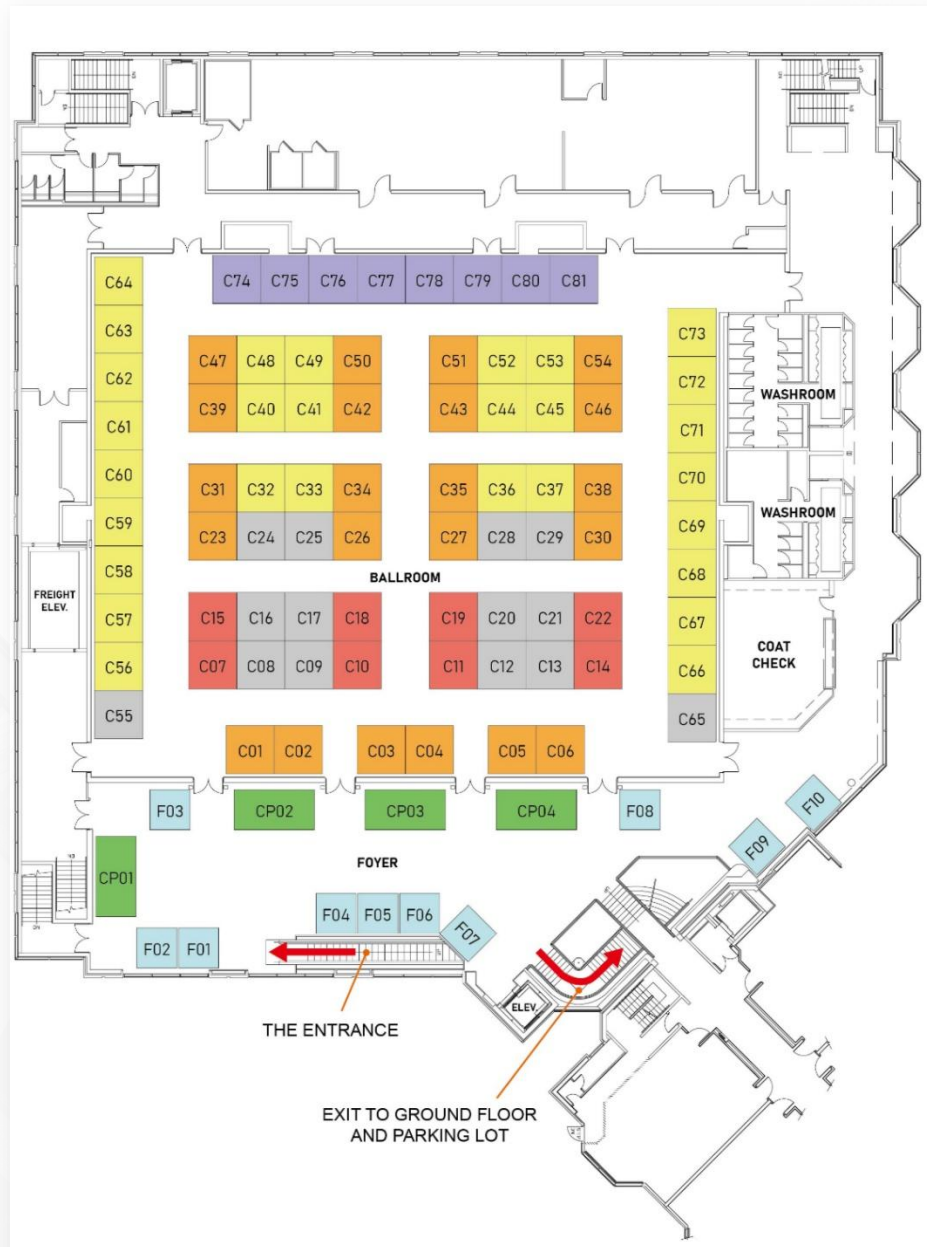 C74 C75 C76 C77 C78 C79 C80 C81
C64
C63
C62
C61
C60
C59
C58
C57
C56
C55
C73
C72
C71
C70
C69
C68
C67
C66
C65
C47 C48 C49 C50
C39 C40 C41 C42
C51 C52 C53 C54
C43 C44 C45 C46
C31 C32 C33 C34
C23 C24 C25 C26
C35 C36 C37 C38
C27 C28 C29 C30
BALLROOM
C15 C16 C17 C18
C07 C08 C09 C10
C19 C20 C21 C22
C11 C12 C13 C14
C01 C02
C03 C04
C05 C06
WASHROOM
WASHROOM
FREIGHT
ELEV.
COAT
CHECK
F03
CP02
CP03
CP04
F08
F10
F09
CP01
FOYER
F04 F05 F06
F07
F02 F01
ELEV.
THE ENTRANCE
EXIT TO GROUND FLOOR
AND PARKING LOT